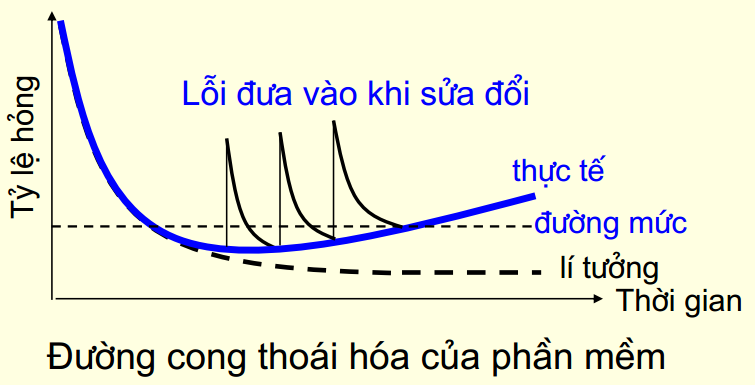 Tỷ lệ hỏng
Lỗi đưa vào khi sửa đổi
thực tế
đường mức
lí tưởng
Thời gian
Đường cong thoái hóa của phần mềm